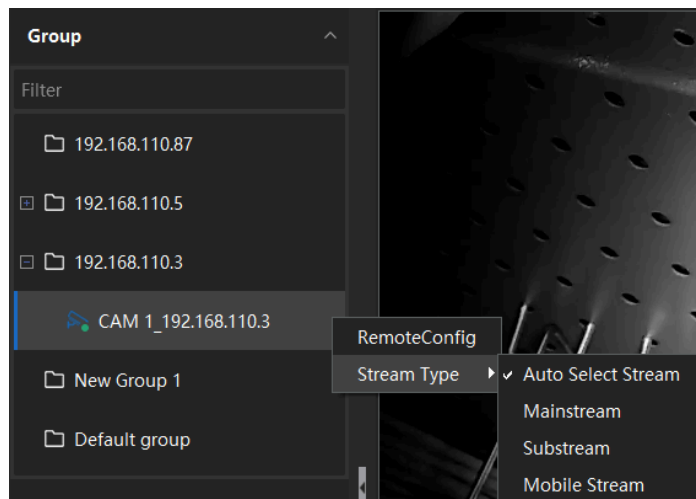 Group
Filter
192.168.110.87
192.168.110.5
192.168.110.3
CAM 1_192.168.110.3
New Group 1
Default group
RemoteConfig
Stream Type
Auto Select Stream
Mainstream
Substream
Mobile Stream